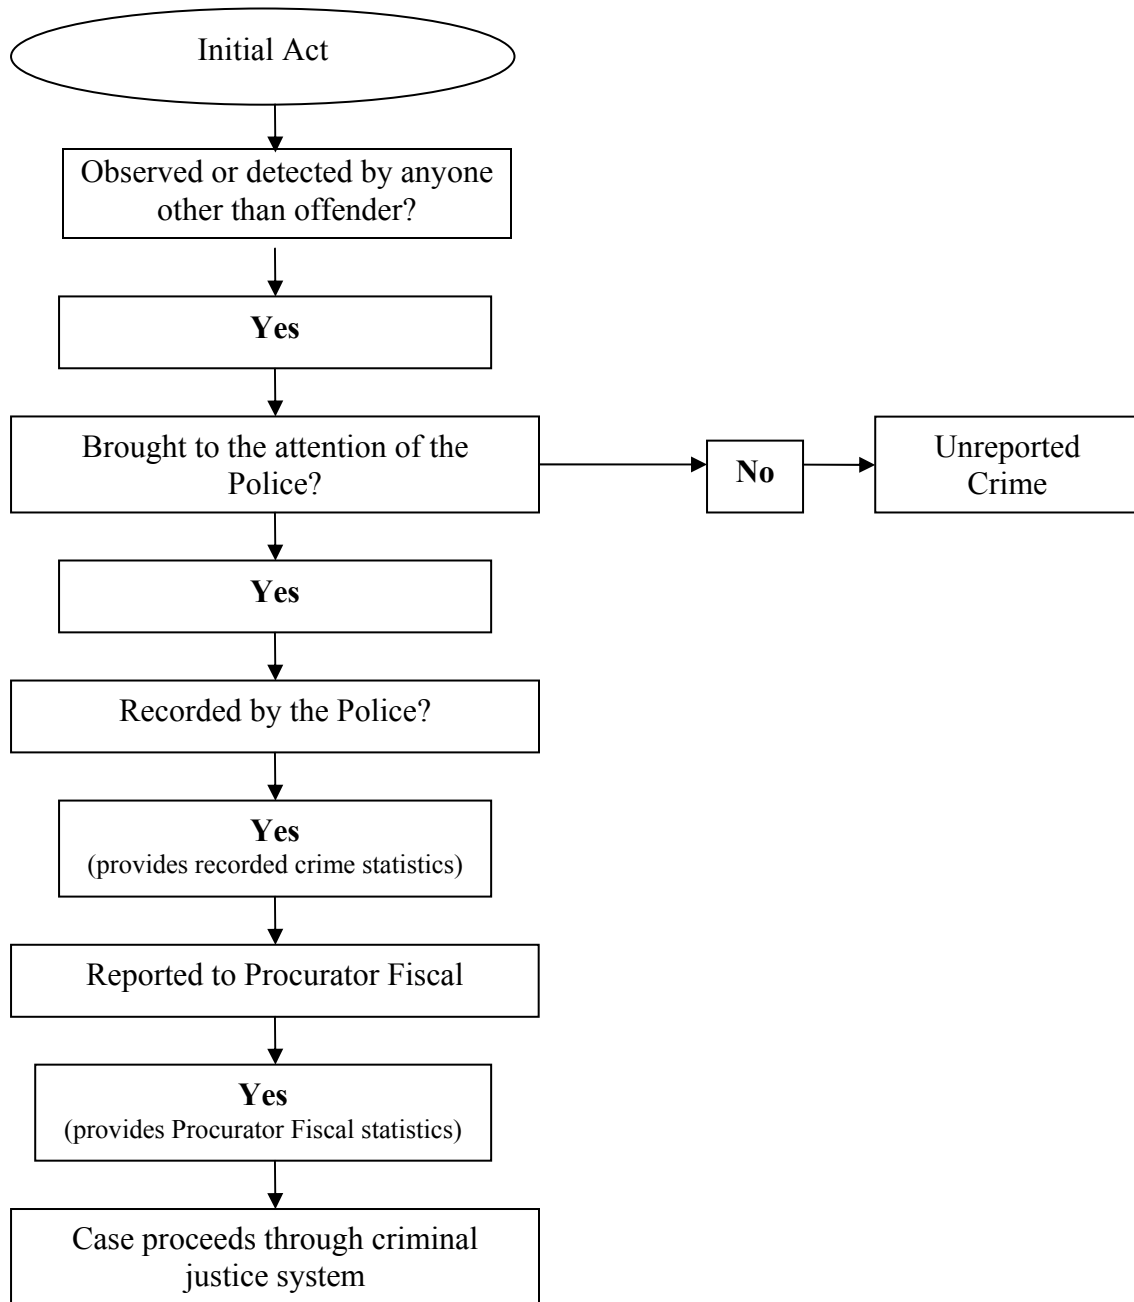 Initial Act
Observed or detected by anyone
other than offender?
Yes
Brought to the attention of the
Police?
No
Unreported
Crime
Yes
Recorded by the Police?
Yes
(provides recorded crime statistics)
Reported to Procurator Fiscal
Yes
(provides Procurator Fiscal statistics)
Case proceeds through criminal
justice system